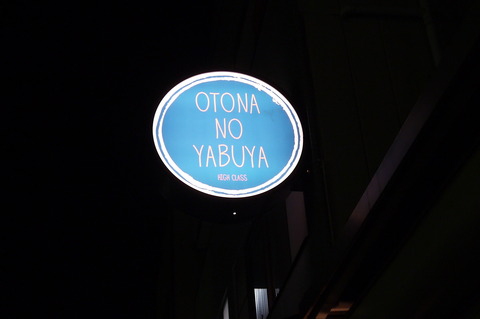 OTONA
NO
YABUYA
HIGH CLASS